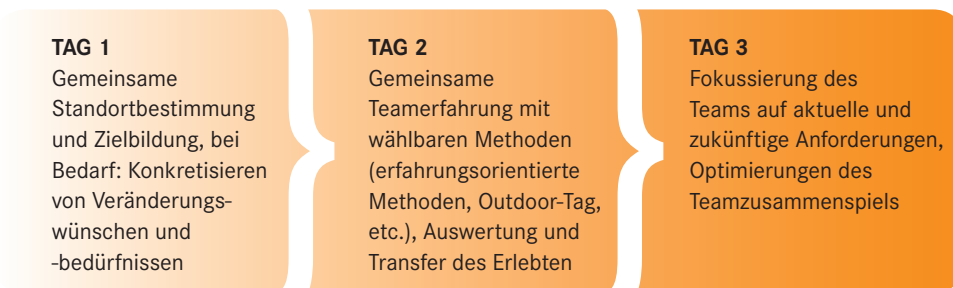 TAG 1
Gemeinsame
Standortbestimmung
und Zielbildung, bei
Bedarf: Konkretisieren
von Veränderungs-
wünschen und
-bedürfnissen
TAG 2
Gemeinsame
Teamerfahrung mit
wählbaren Methoden
(erfahrungsorientierte
Methoden, Outdoor-Tag,
etc.), Auswertung und
Transfer des Erlebten
TAG 3
Fokussierung des
Teams auf aktuelle und
zukünftige Anforderungen,
Optimierungen des
Teamzusammenspiels